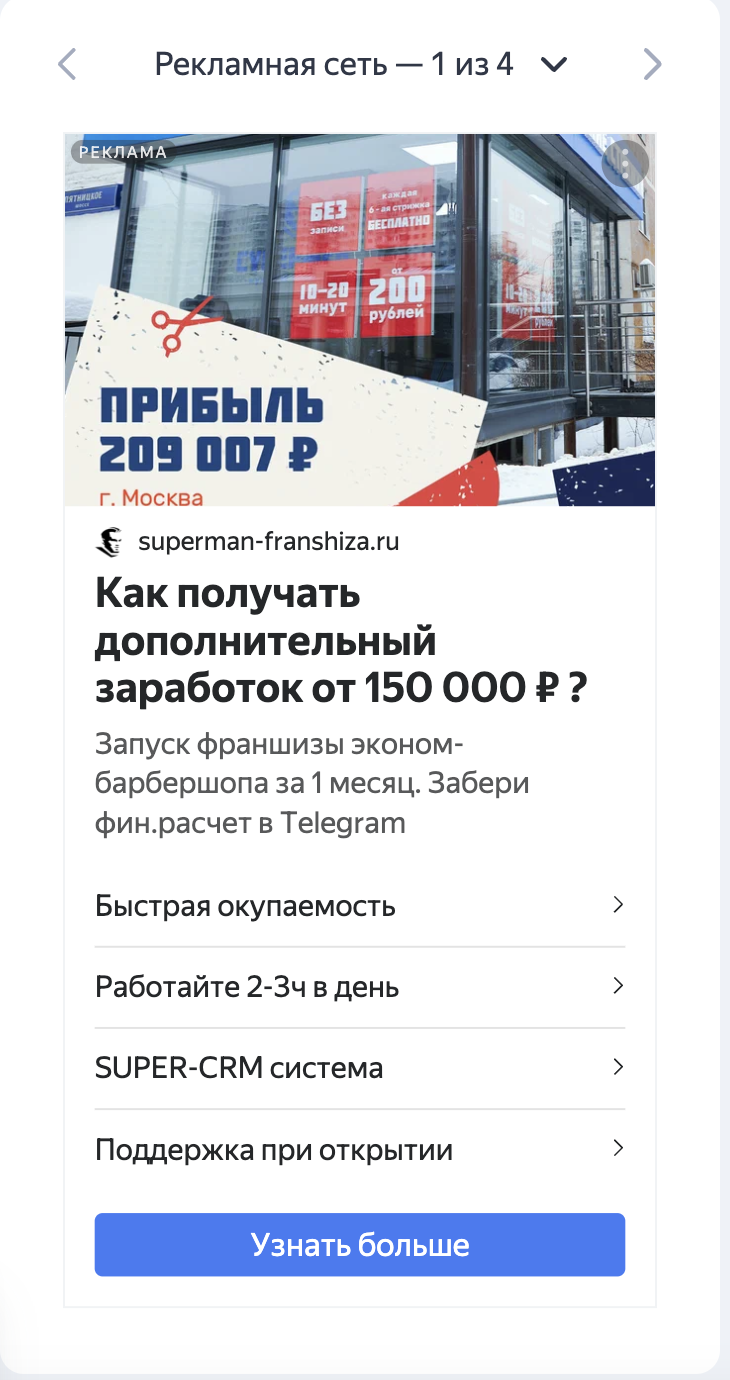 Рекламная сеть — 1 из 4
РЕКЛАМА
ПЯТНИЦКОЕ
БЕЗ
записи
каждая
6 - ая стрижка
БЕСПЛАТНО
10-20
минут
от
200
рублей
БЕЗ
ПРИБЫЛЬ
209 007 ₽
г. Москва
superman-franshiza.ru
Как получать
дополнительный
заработок от 150 000 ₽ ?
Запуск франшизы эконом-
барбершопа за 1 месяц. Забери
фин.расчет в Telegram
Быстрая окупаемость
Работайте 2-3ч в день
SUPER-CRM система
Поддержка при открытии
Узнать больше